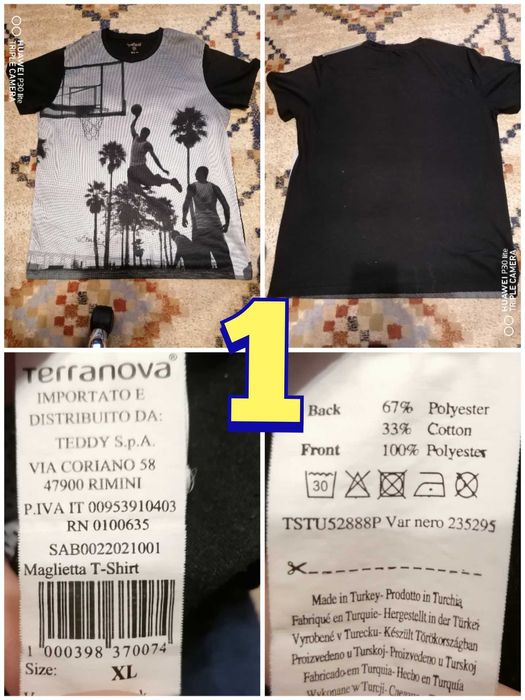 HUAWEI P30 lite
TRIPLE CAMERA
HUAWEI P30 lite
TRIPLE CAMERA
1
Terranova®
IMPORTATO E
DISTRIBUITO DA:
TEDDY S.p.A.
VIA CORIANO 58
47900 RIMINI
P.IVA IT 00953910403
RN 0100635
SAB0022021001
Maglietta T-Shirt
1 000398 370074
Size: XL
Back 67% Polyester
33% Cotton
Front 100% Polyester
30
TSTU52888P Var nero 235295
Made in Turkey- Prodotto in Turchia
Fabriqué en Turquie- Hergestellt in der Türkei
Vyrobené v Turecku- Készült Törökországban
Proizvedeno u Turskoj- Proizvedeno u Turskoj
Fabricado em Turquia- Hecho en Turquía
Wykonane w Turcji-